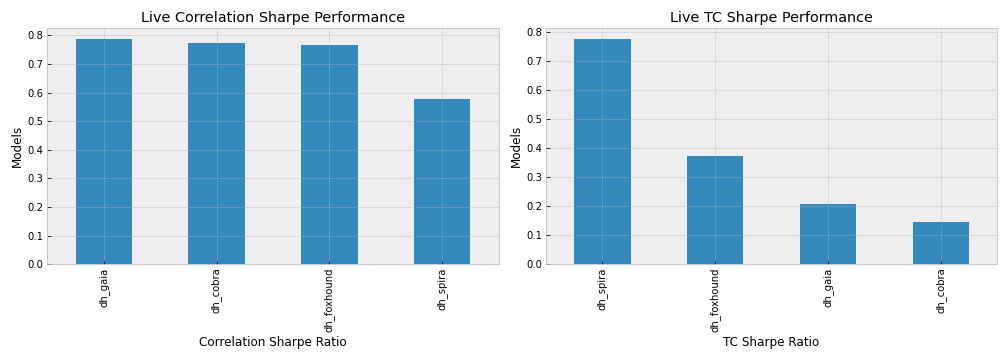 Live Correlation Sharpe Performance
Models
0.8
0.7
0.6
0.5
0.4
0.3
0.2
0.1
0.0
dh_gaia
dh_cobra
dh_foxhound
dh_spira
Correlation Sharpe Ratio
Live TC Sharpe Performance
Models
0.8
0.7
0.6
0.5
0.4
0.3
0.2
0.1
0.0
dh_spira
dh_foxhound
dh_gaia
dh_cobra
TC Sharpe Ratio